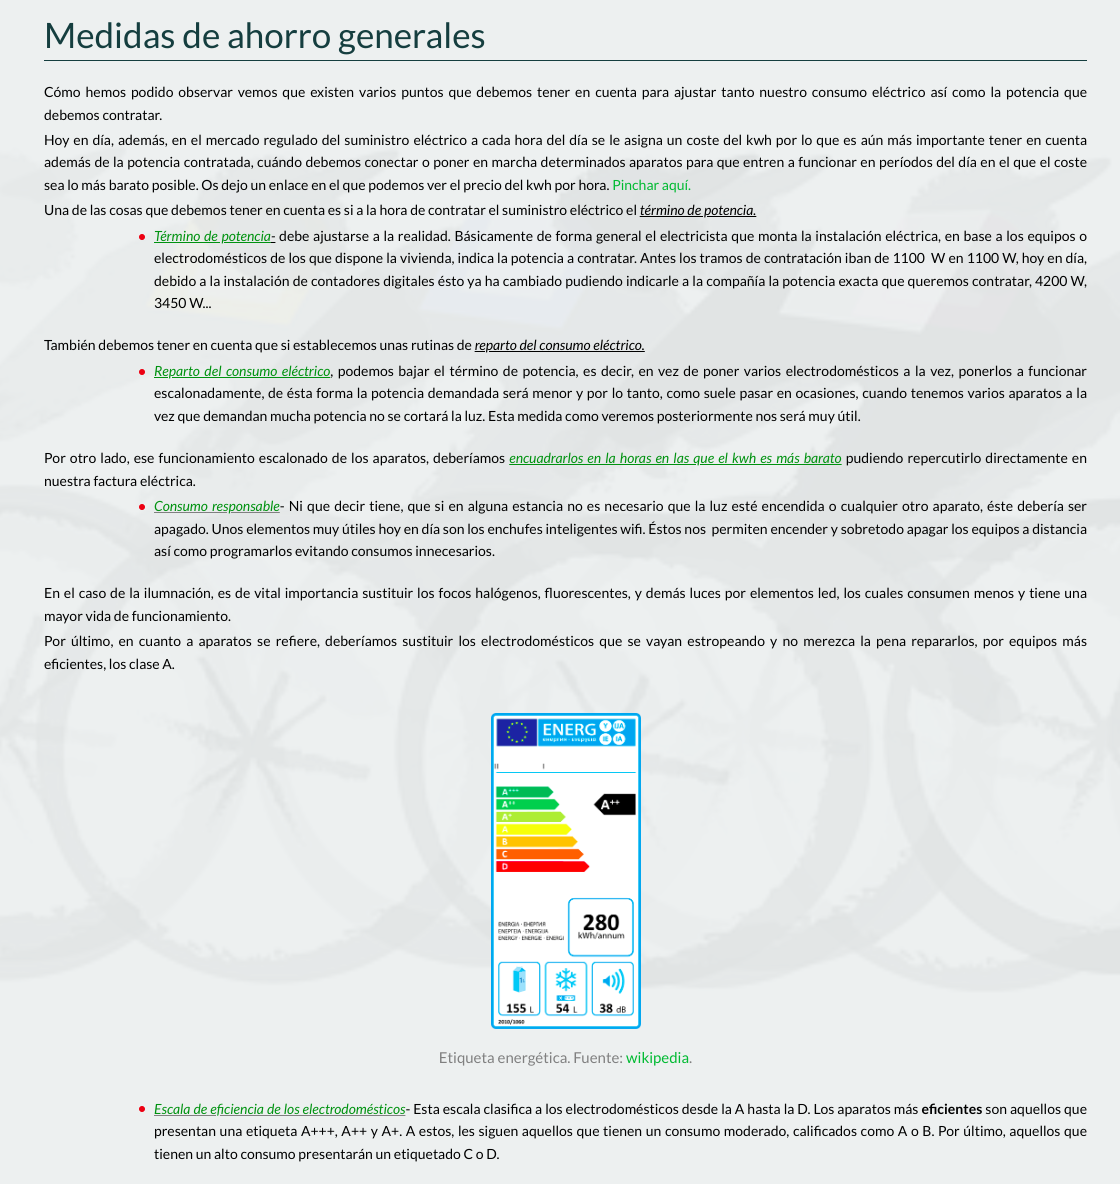 Medidas de ahorro generales
Cómo hemos podido observar vemos que existen varios puntos que debemos tener en cuenta para ajustar tanto nuestro consumo eléctrico así como la potencia que
debemos contratar.
Hoy en día, además, en el mercado regulado del suministro eléctrico a cada hora del día se le asigna un coste del kwh por lo que es aún más importante tener en cuenta
además de la potencia contratada, cuándo debemos conectar o poner en marcha determinados aparatos para que entren a funcionar en períodos del día en el que el coste
sea lo más barato posible. Os dejo un enlace en el que podemos ver el precio del kwh por hora. Pinchar aquí.
Una de las cosas que debemos tener en cuenta es si a la hora de contratar el suministro eléctrico el término de potencia.
• Término de potencia- debe ajustarse a la realidad. Básicamente de forma general el electricista que monta la instalación eléctrica, en base a los equipos o
electrodomésticos de los que dispone la vivienda, indica la potencia a contratar. Antes los tramos de contratación iban de 1100 W en 1100 W, hoy en día,
debido a la instalación de contadores digitales ésto ya ha cambiado pudiendo indicarle a la compañía la potencia exacta que queremos contratar, 4200 W,
3450 W...
También debemos tener en cuenta que si establecemos unas rutinas de reparto del consumo eléctrico.
• Reparto del consumo eléctrico, podemos bajar el término de potencia, es decir, en vez de poner varios electrodomésticos a la vez, ponerlos a funcionar
escalonadamente, de ésta forma la potencia demandada será menor y por lo tanto, como suele pasar en ocasiones, cuando tenemos varios aparatos a la
vez que demandan mucha potencia no se cortará la luz. Esta medida como veremos posteriormente nos será muy útil.
Por otro lado, ese funcionamiento escalonado de los aparatos, deberíamos encuadrarlos en la horas en las que el kwh es más barato pudiendo repercutirlo directamente en
nuestra factura eléctrica.
• Consumo responsable- Ni que decir tiene, que si en alguna estancia no es necesario que la luz esté encendida o cualquier otro aparato, éste debería ser
apagado. Unos elementos muy útiles hoy en día son los enchufes inteligentes wifi. Éstos nos permiten encender y sobretodo apagar los equipos a distancia
así como programarlos evitando consumos innecesarios.
En el caso de la ilumnación, es de vital importancia sustituir los focos halógenos, fluorescentes, y demás luces por elementos led, los cuales consumen menos y tiene una
mayor vida de funcionamiento.
Por último, en cuanto a aparatos se refiere, deberíamos sustituir los electrodomésticos que se vayan estropeando y no merezca la pena repararlos, por equipos más
eficientes, los clase A.
ENERG Y UA
енергия · ενεργεια IE IA
A+++
A++ A++
A+
A
B
C
D
ENERGIA · ЕНЕРГИЯ
ΕΝΕΡΓΕΙΑ · ENERGIJA
ENERGY · ENERGIE · ENERGI
280
kWh/annum
155 L 54 L 38 dB
2010/1060
Etiqueta energética. Fuente: wikipedia.
• Escala de eficiencia de los electrodomésticos- Esta escala clasifica a los electrodomésticos desde la A hasta la D. Los aparatos más eficientes son aquellos que
presentan una etiqueta A+++, A++ y A+. A estos, les siguen aquellos que tienen un consumo moderado, calificados como A o B. Por último, aquellos que
tienen un alto consumo presentarán un etiquetado C o D.